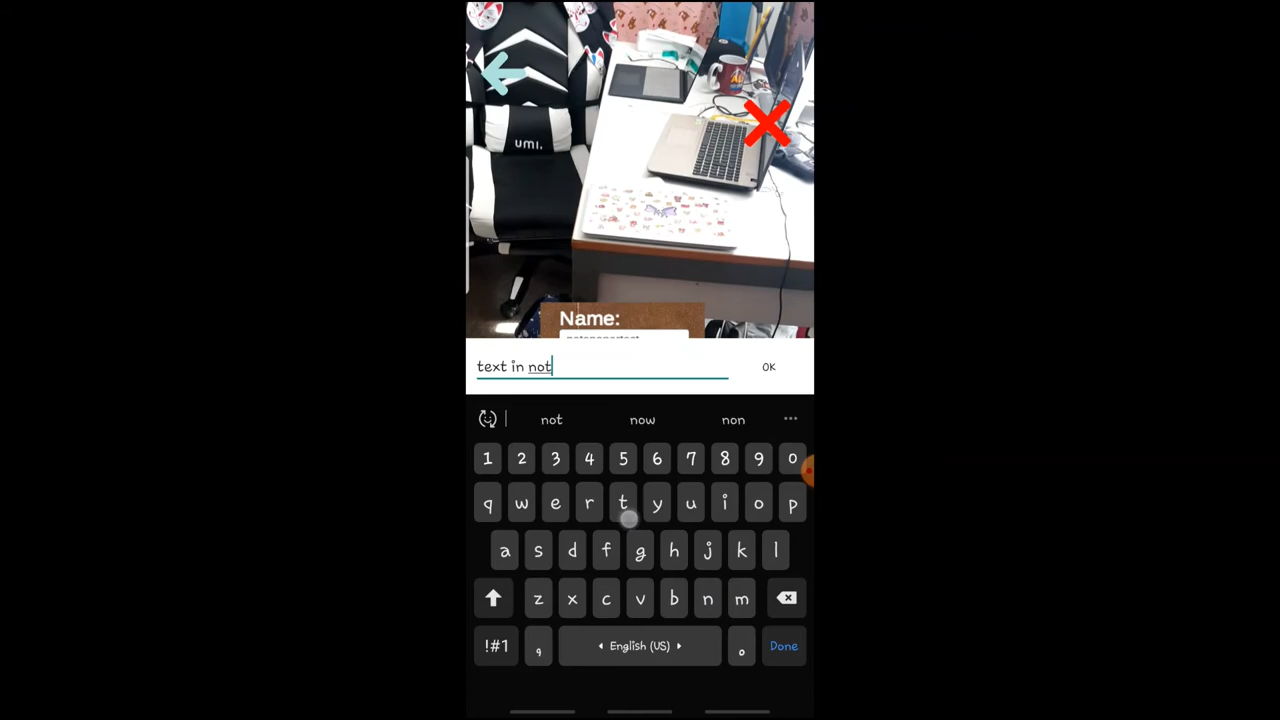 umi.
Name:
text in not
OK
not now non
1 2 3 4 5 6 7 8 9 0
q w e r t y u i o p
a s d f g h j k l
z x c v b n m
!#1 , English (US) . Done